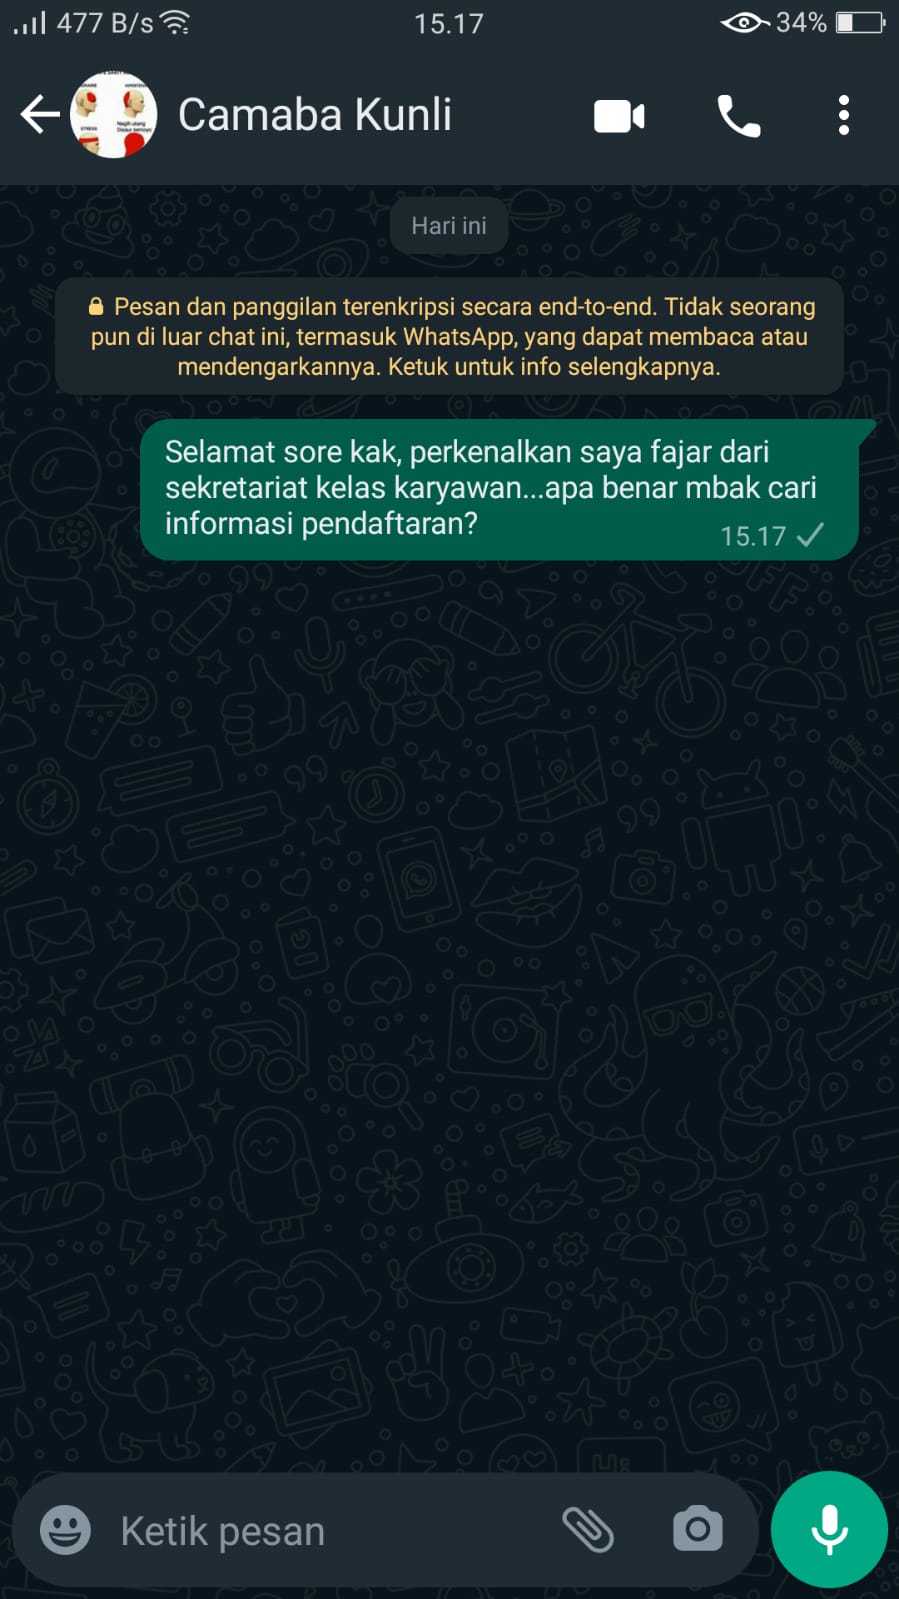 477 B/s
15.17
34%
Camaba Kunli
STRESS
Hari ini
Pesan dan panggilan terenkripsi secara end-to-end. Tidak seorang
pun di luar chat ini, termasuk WhatsApp, yang dapat membaca atau
mendengarkannya. Ketuk untuk info selengkapnya.
Selamat sore kak, perkenalkan saya fajar dari
sekretariat kelas karyawan...apa benar mbak cari
informasi pendaftaran?
15.17
Ketik pesan